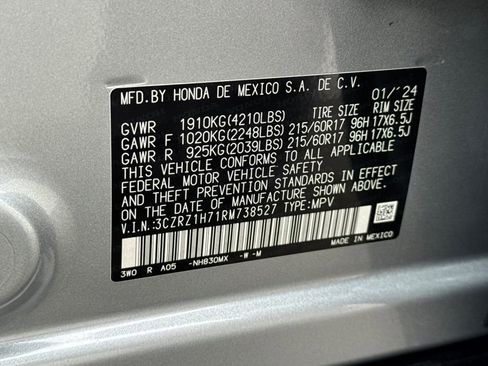 MFD.BY HONDA DE MEXICO S.A. DE C.V. 01/'24
TIRE SIZE RIM SIZE
GVWR 1910KG(4210LBS)
GAWR F 1020KG(2248LBS) 215/60R17 96H 17X6.5J
GAWR R 925KG(2039LBS) 215/60R17 96H 17X6.5J
THIS VEHICLE CONFORMS TO ALL APPLICABLE
FEDERAL MOTOR VEHICLE SAFETY, BUMPER, AND
THEFT PREVENTION STANDARDS IN EFFECT
ON THE DATE OF MANUFACTURE SHOWN ABOVE.
V.I.N.:3CZRZ1H71RM738527 TYPE:MPV
MADE IN MEXICO
3W0 R A05 -NH830MX -W -M